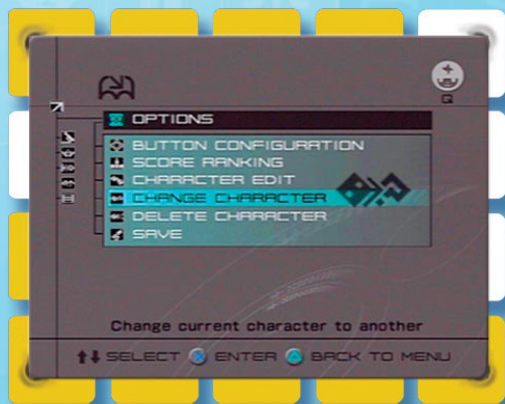 OPTIONS
BUTTON CONFIGURATION
SCORE RANKING
CHARACTER EDIT
CHANGE CHARACTER
DELETE CHARACTER
SAVE
Change current character to another
SELECT ENTER BACK TO MENU